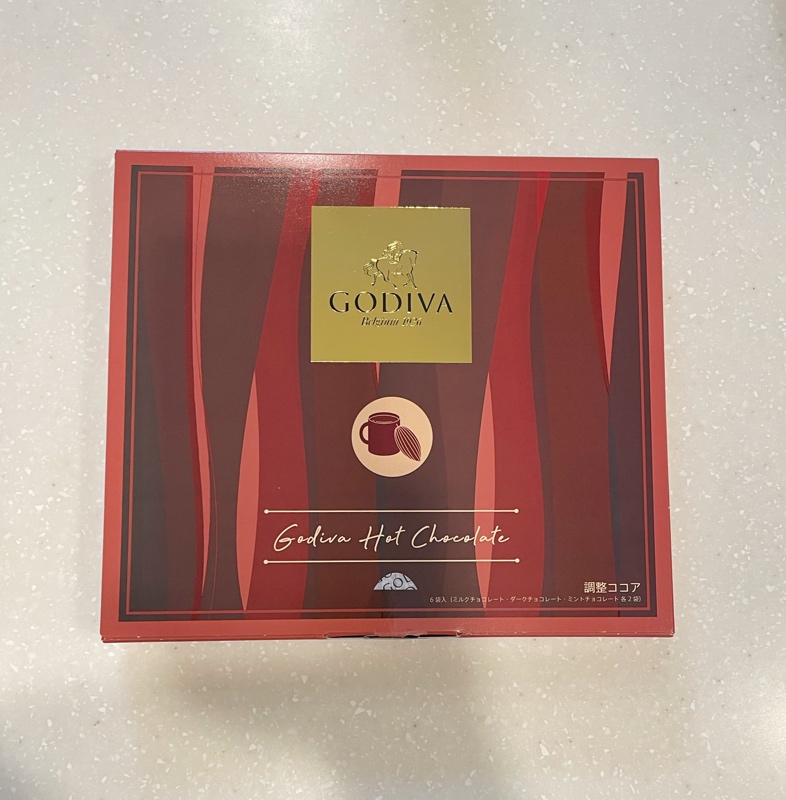 GODIVA
Belgium 1926
Godiva Hot Chocolate
調整ココア
6袋入（ミルクチョコレート・ダークチョコレート・ミントチョコレート 各2袋）